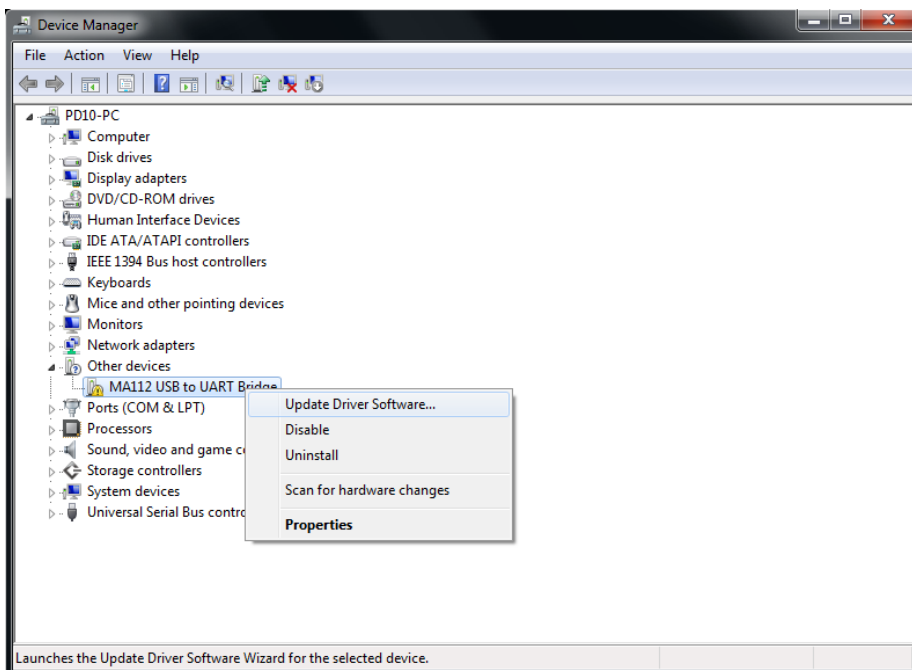 Device Manager
File Action View Help
PD10-PC
Computer
Disk drives
Display adapters
DVD/CD-ROM drives
Human Interface Devices
IDE ATA/ATAPI controllers
IEEE 1394 Bus host controllers
Keyboards
Mice and other pointing devices
Monitors
Network adapters
Other devices
MA112 USB to UART Bridge
Ports (COM & LPT)
Processors
Sound, video and game c
Storage controllers
System devices
Universal Serial Bus contro
Update Driver Software...
Disable
Uninstall
Scan for hardware changes
Properties
Launches the Update Driver Software Wizard for the selected device.